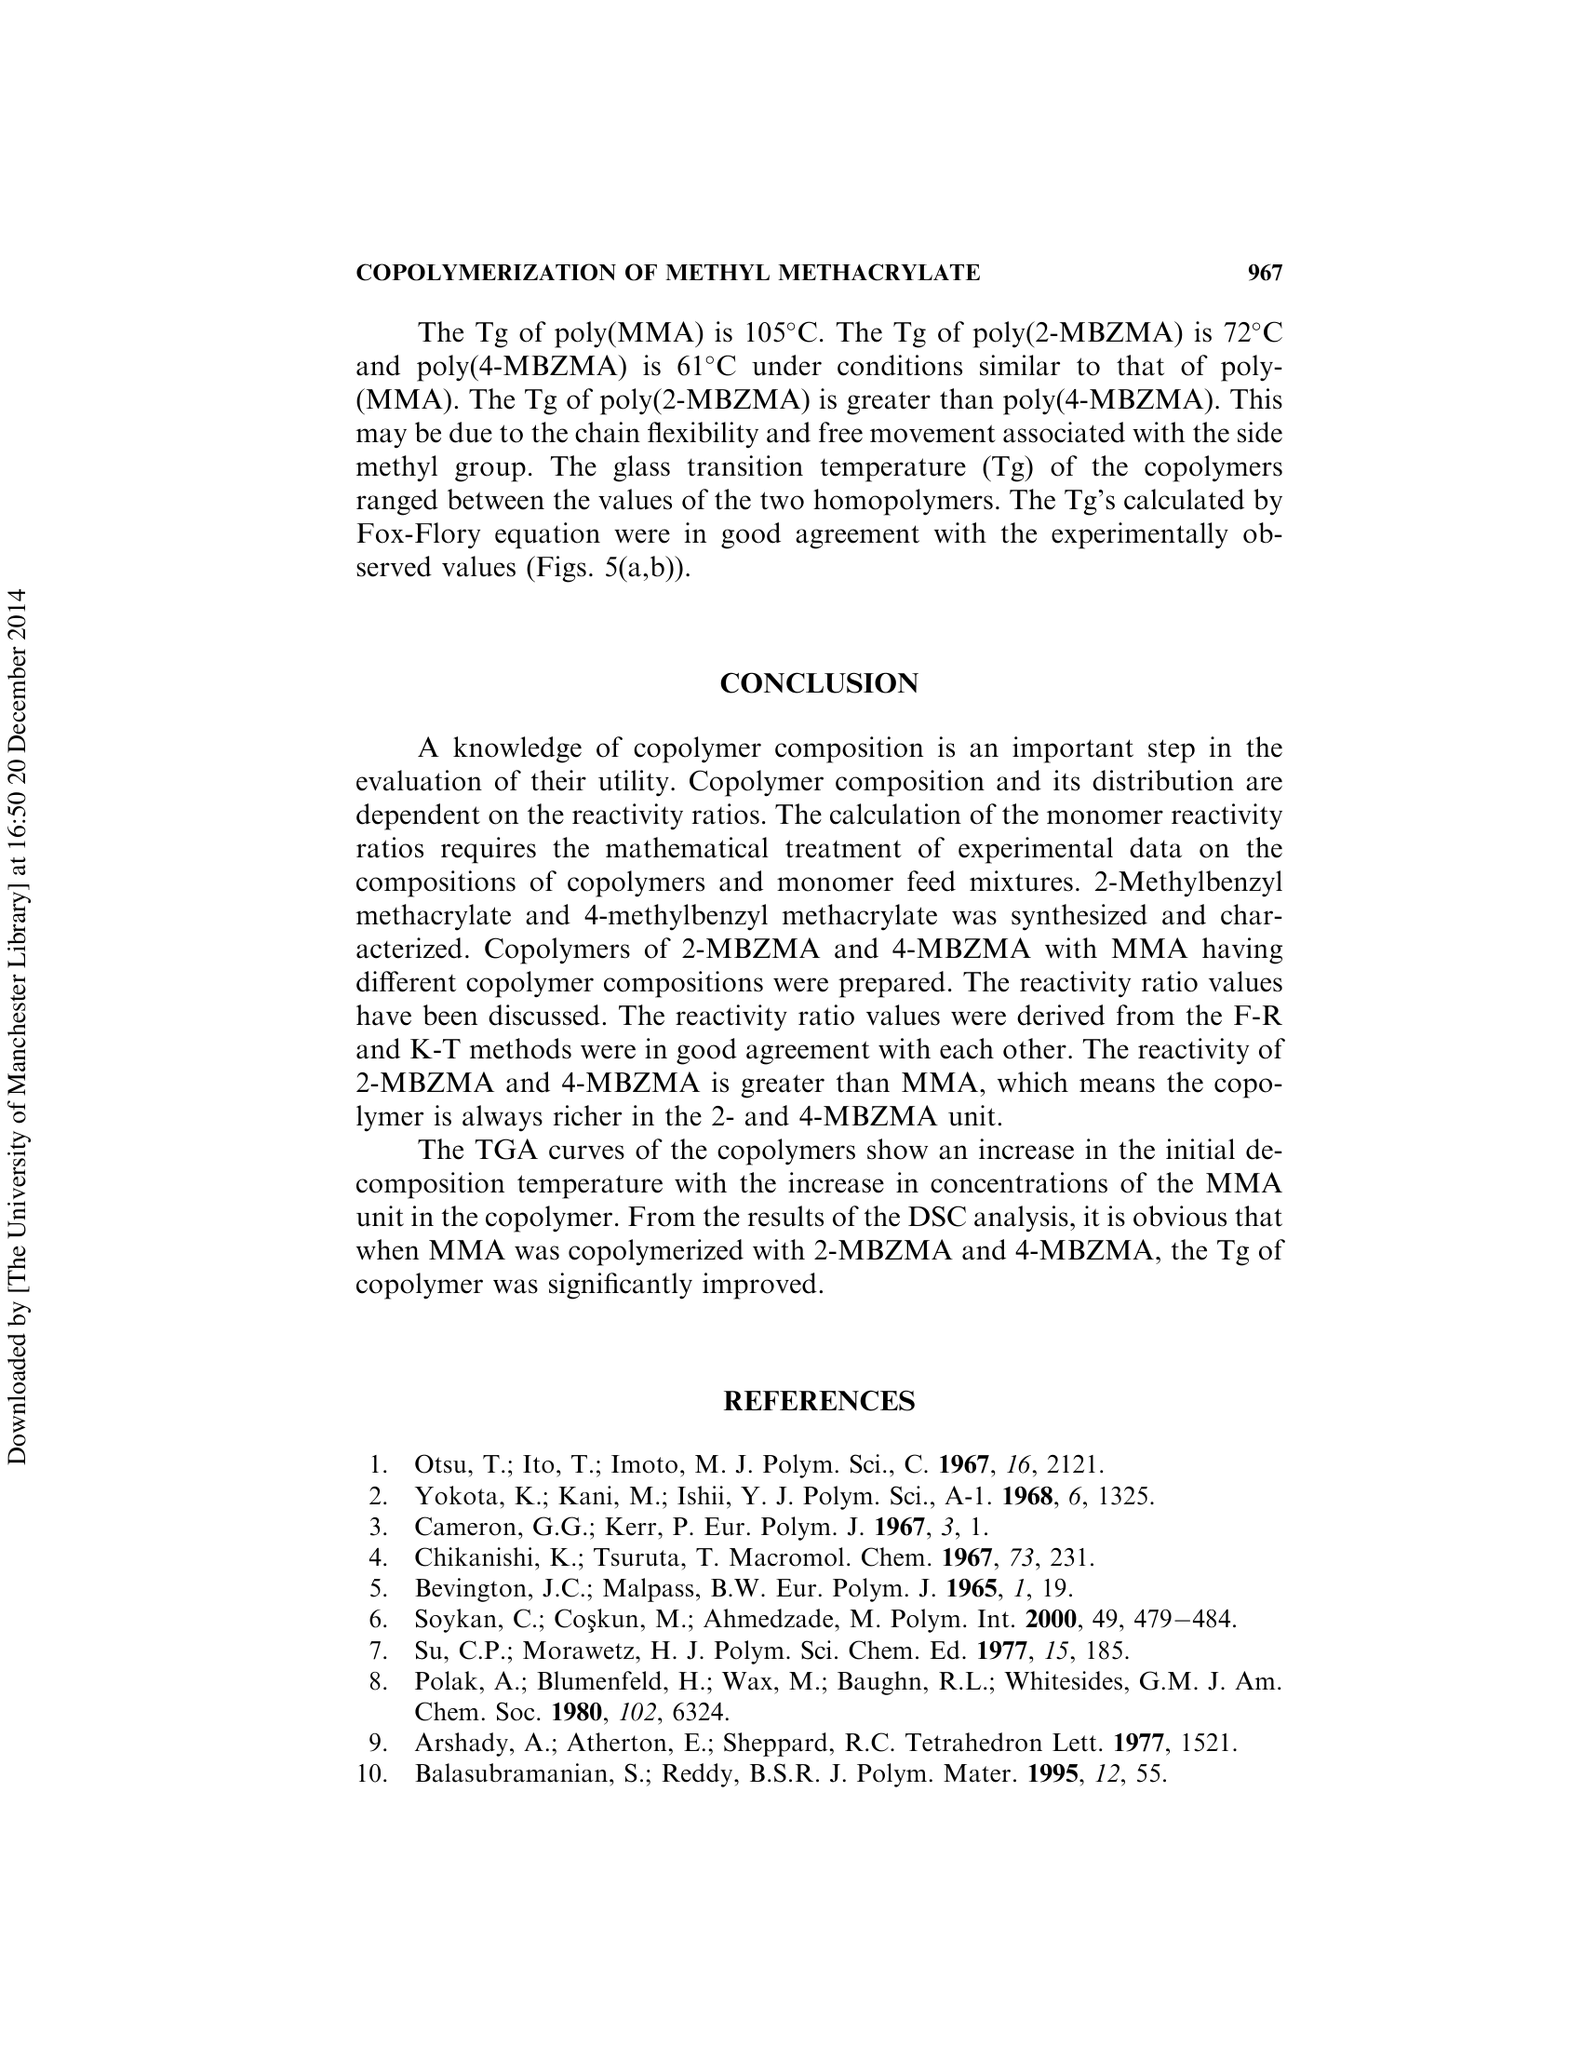 COPOLYMERIZATION OF METHYL METHACRYLATE 967
The Tg of poly(MMA) is 105°C. The Tg of poly(2-MBZMA) is 72°C
and poly(4-MBZMA) is 61°C under conditions similar to that of poly-
(MMA). The Tg of poly(2-MBZMA) is greater than poly(4-MBZMA). This
may be due to the chain flexibility and free movement associated with the side
methyl group. The glass transition temperature (Tg) of the copolymers
ranged between the values of the two homopolymers. The Tg's calculated by
Fox-Flory equation were in good agreement with the experimentally ob-
served values (Figs. 5(a,b)).
CONCLUSION
A knowledge of copolymer composition is an important step in the
evaluation of their utility. Copolymer composition and its distribution are
dependent on the reactivity ratios. The calculation of the monomer reactivity
ratios requires the mathematical treatment of experimental data on the
compositions of copolymers and monomer feed mixtures. 2-Methylbenzyl
methacrylate and 4-methylbenzyl methacrylate was synthesized and char-
acterized. Copolymers of 2-MBZMA and 4-MBZMA with MMA having
different copolymer compositions were prepared. The reactivity ratio values
have been discussed. The reactivity ratio values were derived from the F-R
and K-T methods were in good agreement with each other. The reactivity of
2-MBZMA and 4-MBZMA is greater than MMA, which means the copo-
lymer is always richer in the 2- and 4-MBZMA unit.
The TGA curves of the copolymers show an increase in the initial de-
composition temperature with the increase in concentrations of the MMA
unit in the copolymer. From the results of the DSC analysis, it is obvious that
when MMA was copolymerized with 2-MBZMA and 4-MBZMA, the Tg of
copolymer was significantly improved.
REFERENCES
1. Otsu, T.; Ito, T.; Imoto, M. J. Polym. Sci., C. 1967, 16, 2121.
2. Yokota, K.; Kani, M.; Ishii, Y. J. Polym. Sci., A-1. 1968, 6, 1325.
3. Cameron, G.G.; Kerr, P. Eur. Polym. J. 1967, 3, 1.
4. Chikanishi, K.; Tsuruta, T. Macromol. Chem. 1967, 73, 231.
5. Bevington, J.C.; Malpass, B.W. Eur. Polym. J. 1965, 1, 19.
6. Soykan, C.; Coşkun, M.; Ahmedzade, M. Polym. Int. 2000, 49, 479–484.
7. Su, C.P.; Morawetz, H. J. Polym. Sci. Chem. Ed. 1977, 15, 185.
8. Polak, A.; Blumenfeld, H.; Wax, M.; Baughn, R.L.; Whitesides, G.M. J. Am.
Chem. Soc. 1980, 102, 6324.
9. Arshady, A.; Atherton, E.; Sheppard, R.C. Tetrahedron Lett. 1977, 1521.
10. Balasubramanian, S.; Reddy, B.S.R. J. Polym. Mater. 1995, 12, 55.
Downloaded by [The University of Manchester Library] at 16:50 20 December 2014